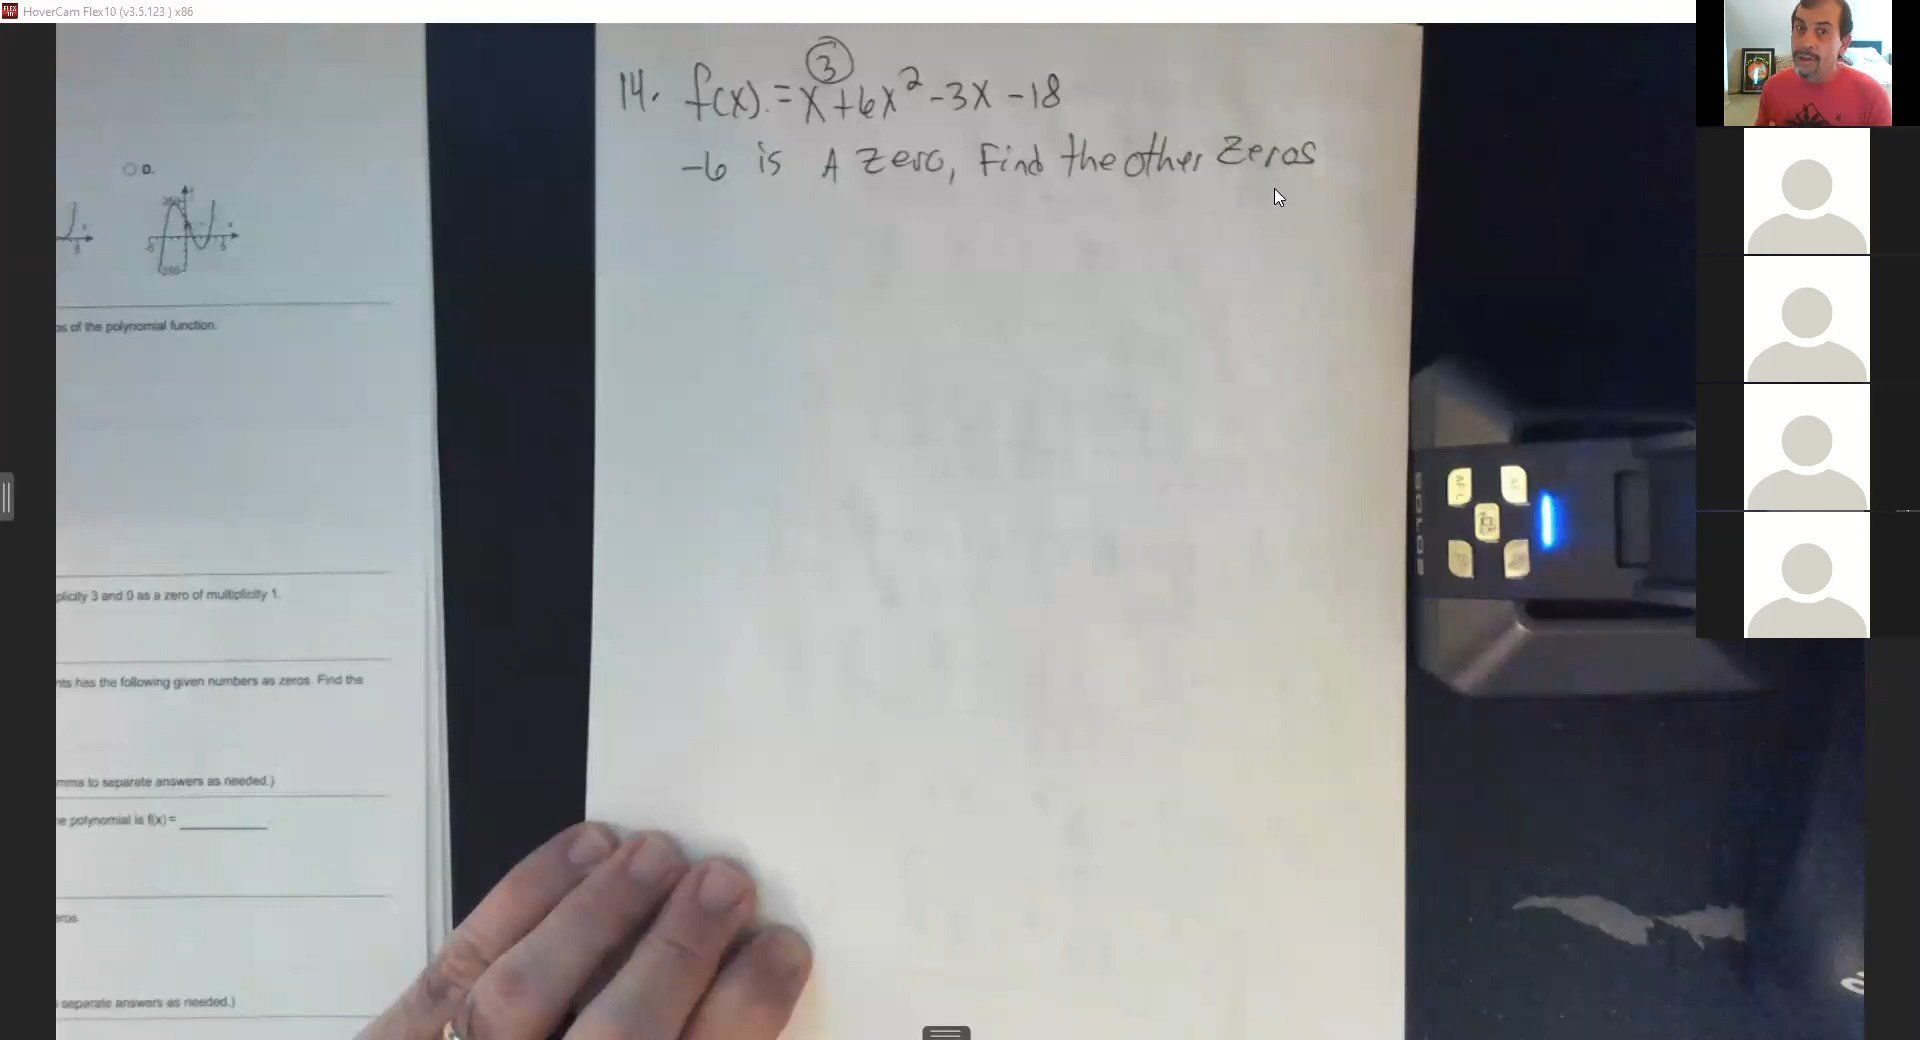 HoverCam Flex10 (v3.5.123 ) x86
D.
of the polynomial function.
plicity 3 and 0 as a zero of multiplicity 1.
nts has the following given numbers as zeros. Find the
mma to separate answers as needed.)
polynomial is f(x) =
separate answers as needed.)
14. f(x) = x³ + 6x² - 3x - 18
-6 is A Zero, Find the other Zeros